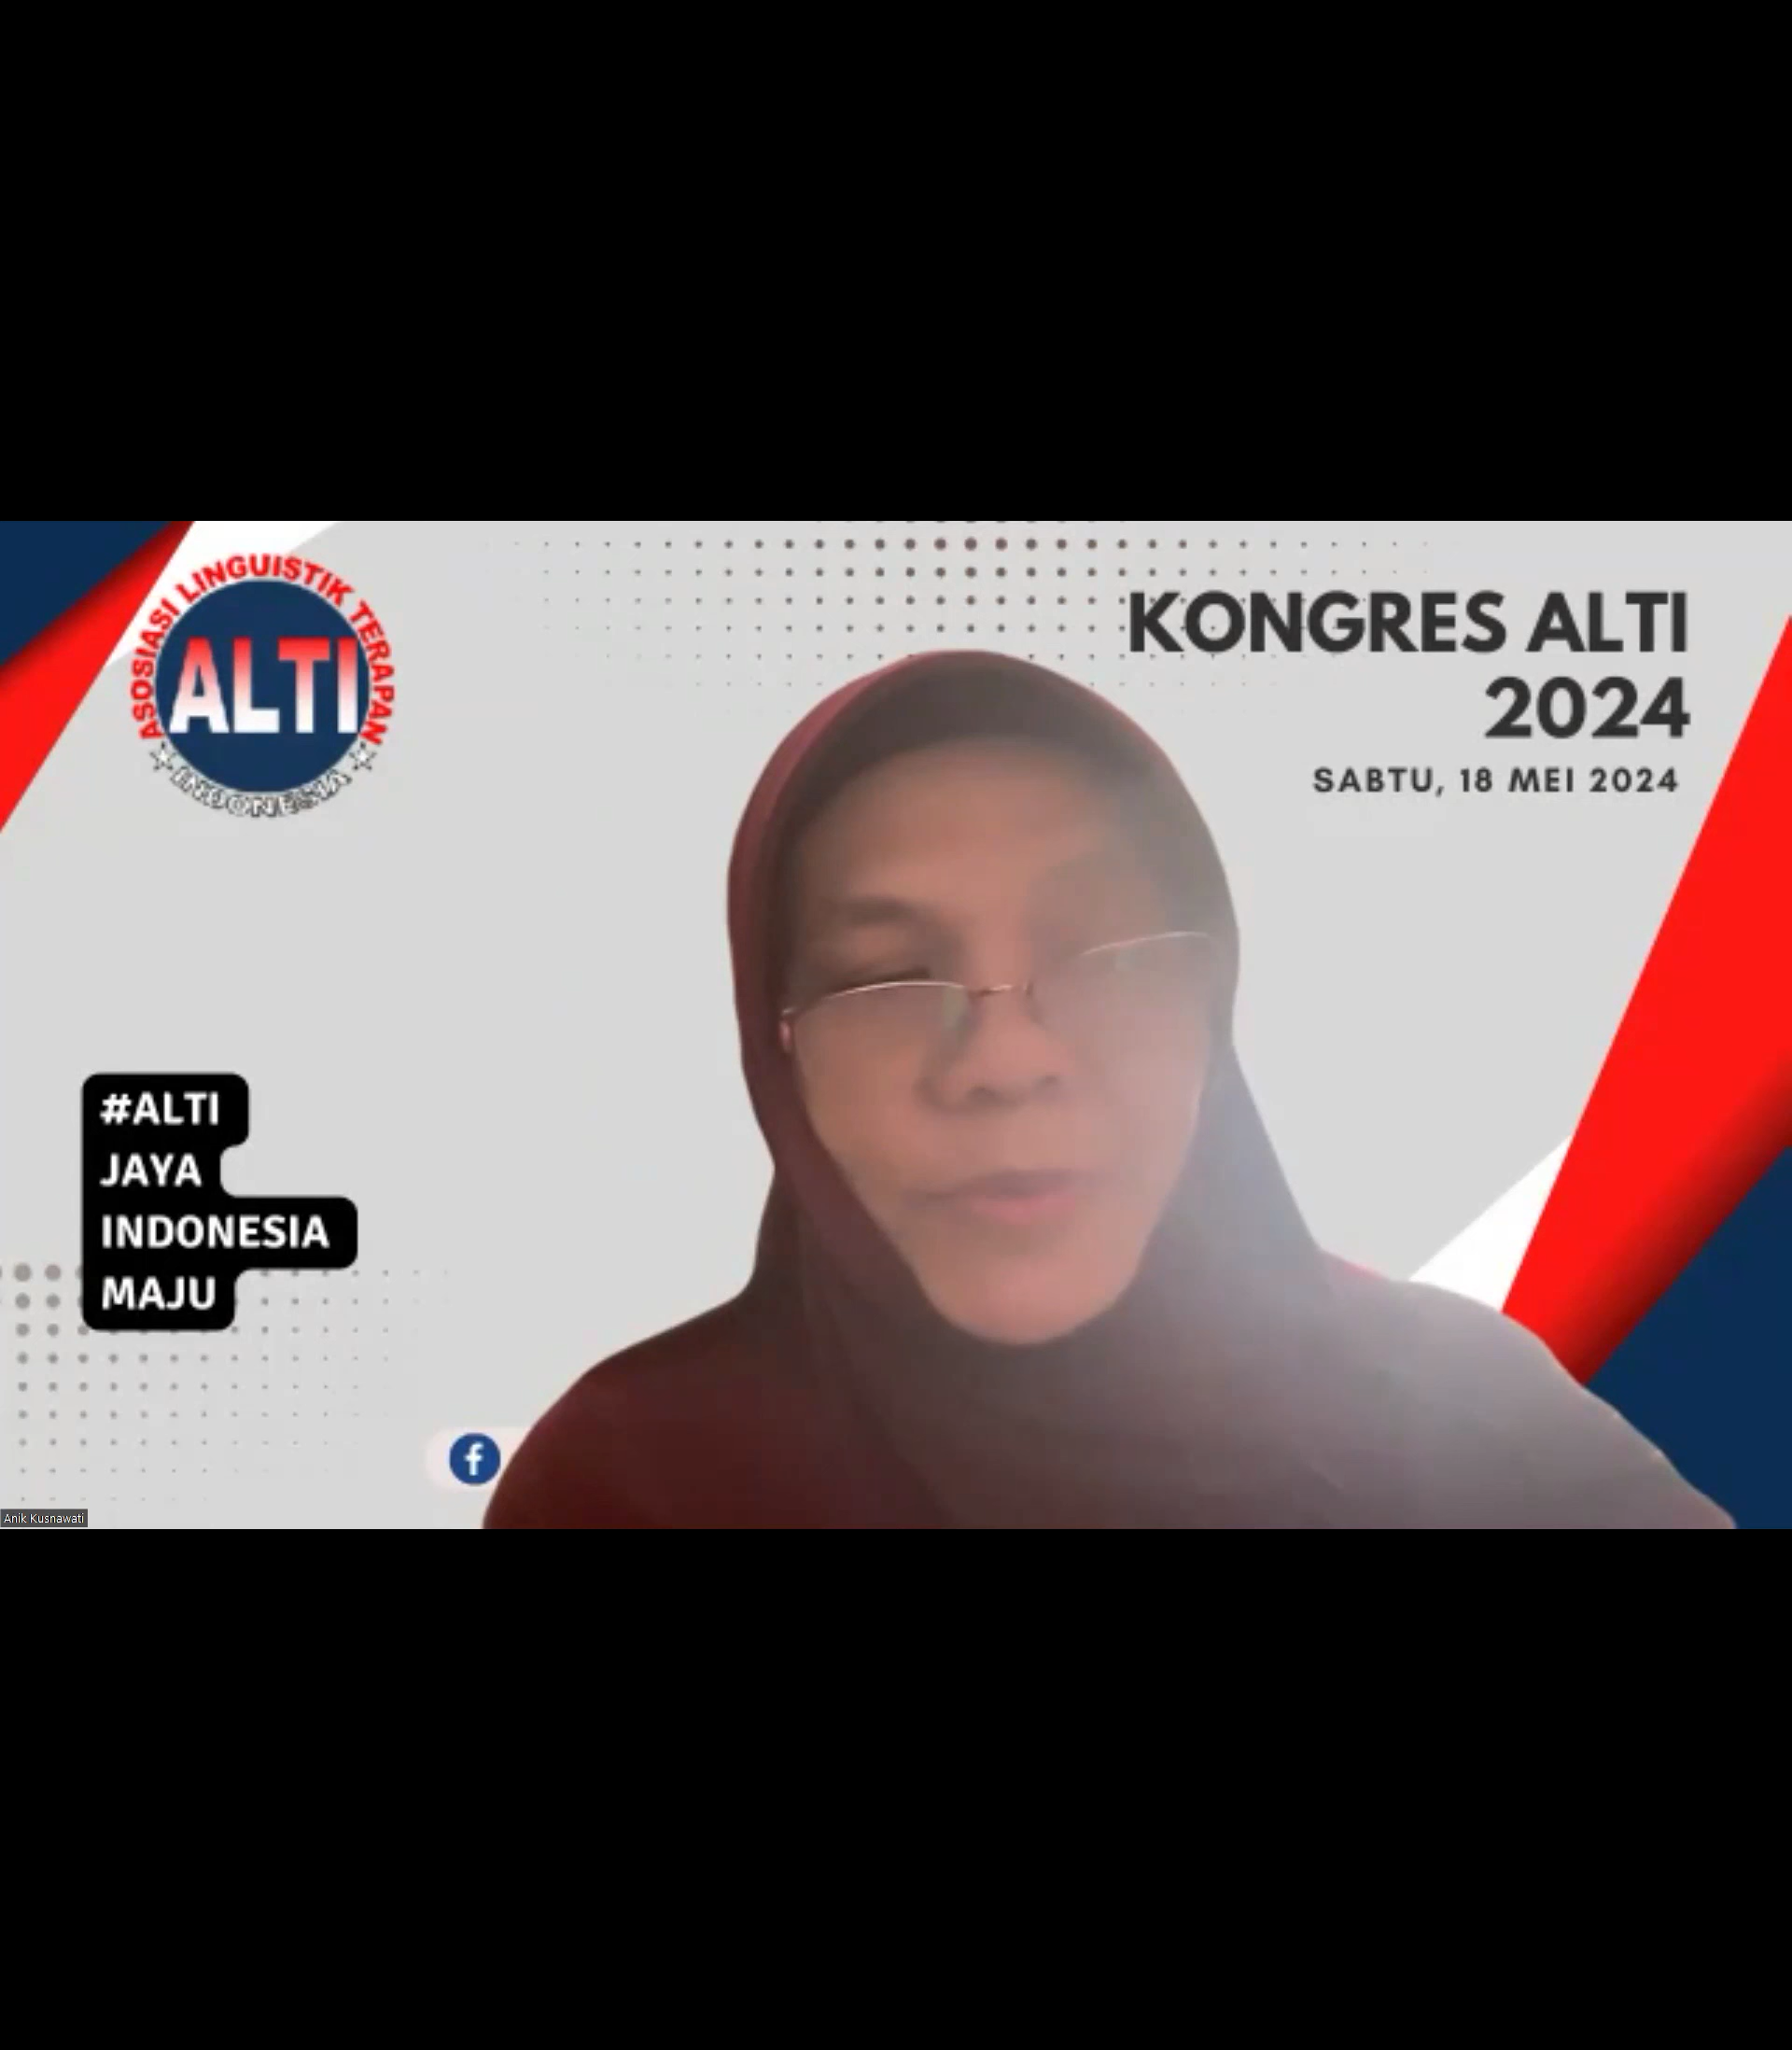 ASOSIASI LINGUISTIK TERAPAN
ALTI
INDONESIA
KONGRES ALTI
2024
SABTU, 18 MEI 2024
#ALTI
JAYA
INDONESIA
MAJU
f
Anik Kusnawati